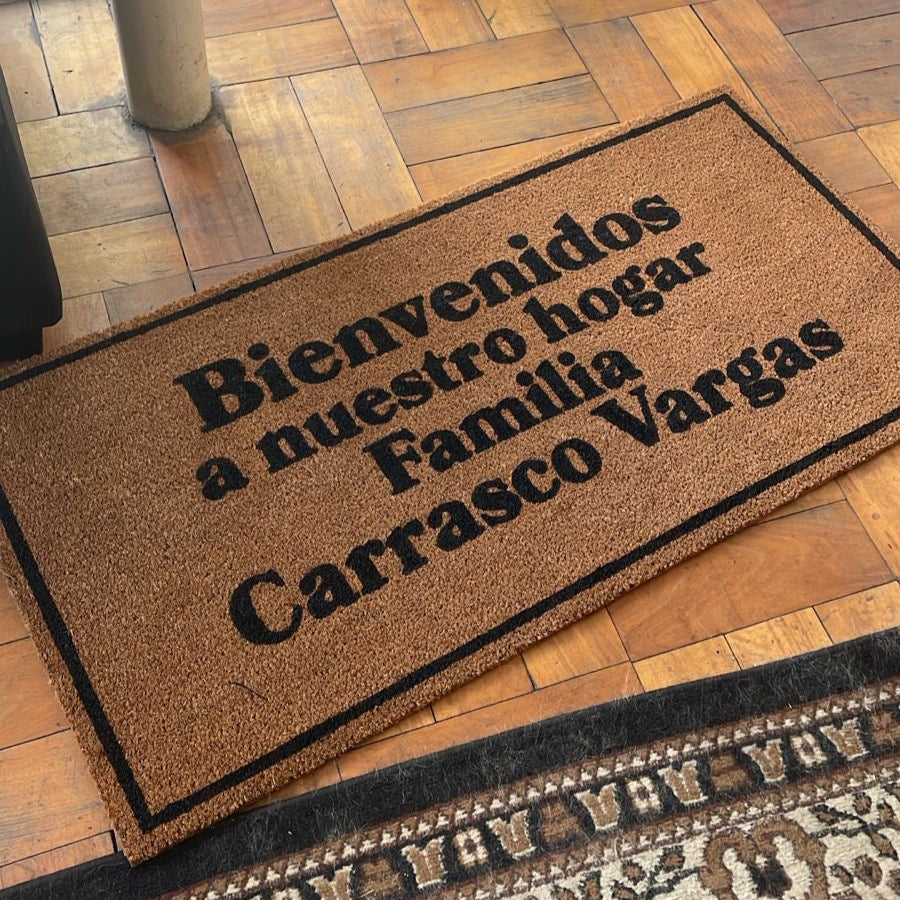 Bienvenidos
a nuestro hogar
Familia
Carrasco Vargas